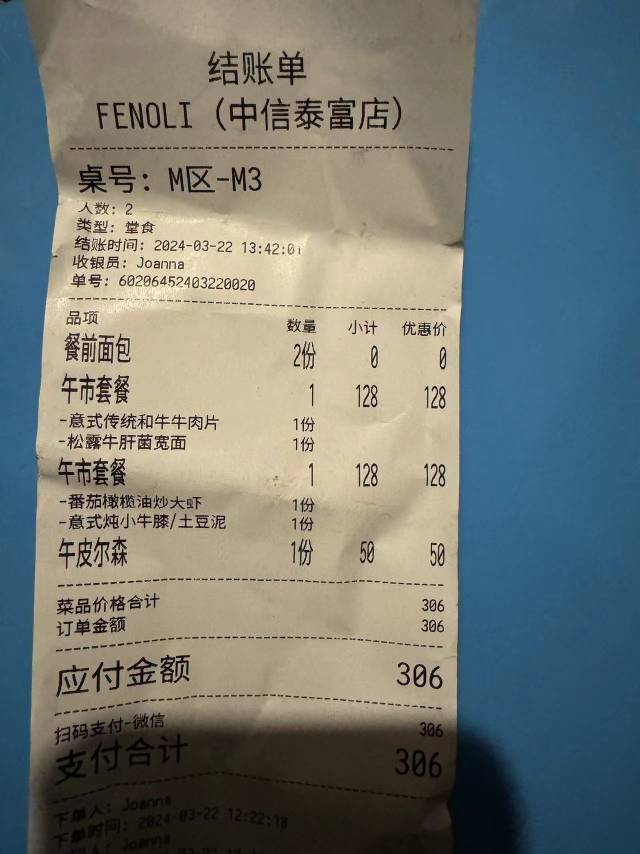 结账单
FENOLI (中信泰富店)
桌号: M区-M3
人数: 2
类型: 堂食
结账时间: 2024-03-22 13:42:01
收银员: Joanna
单号: 60206452403220020
品项 数量 小计 优惠价
餐前面包 2份 0 0
午市套餐 1 128 128
-意式传统和牛牛肉片 1份
-松露牛肝菌宽面 1份
午市套餐 1 128 128
-番茄橄榄油炒大虾 1份
-意式炖小牛膝/土豆泥 1份
午皮尔森 1份 50 50
菜品价格合计 306
订单金额 306
应付金额 306
扫码支付-微信 306
支付合计 306
下单人: Joanna
下单时间: 2024-03-22 12:22:18
Joanna